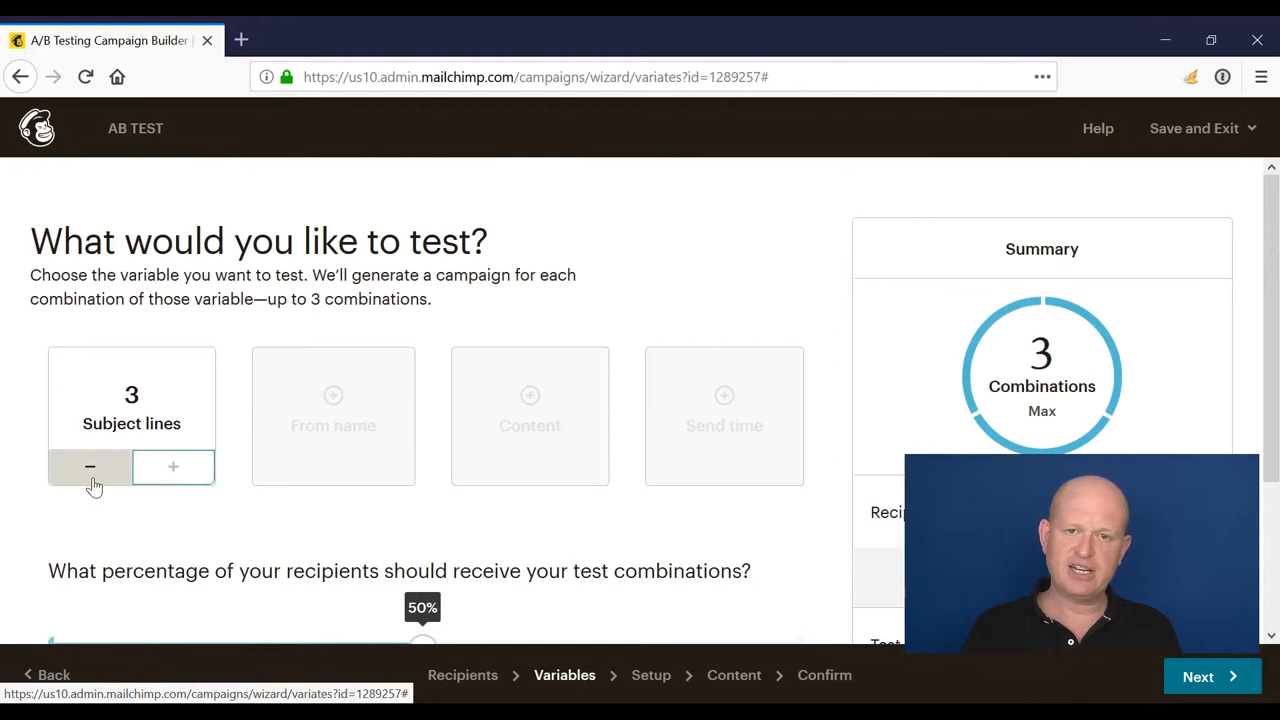 A/B Testing Campaign Builder |
https://us10.admin.mailchimp.com/campaigns/wizard/variates?id=1289257#
AB TEST
Help
Save and Exit
What would you like to test?
Choose the variable you want to test. We'll generate a campaign for each
combination of those variable—up to 3 combinations.
3
Subject lines
− +
From name
Content
Send time
Summary
3
Combinations
Max
What percentage of your recipients should receive your test combinations?
50%
Back
Recipients > Variables > Setup > Content > Confirm
Next
https://us10.admin.mailchimp.com/campaigns/wizard/variates?id=1289257#